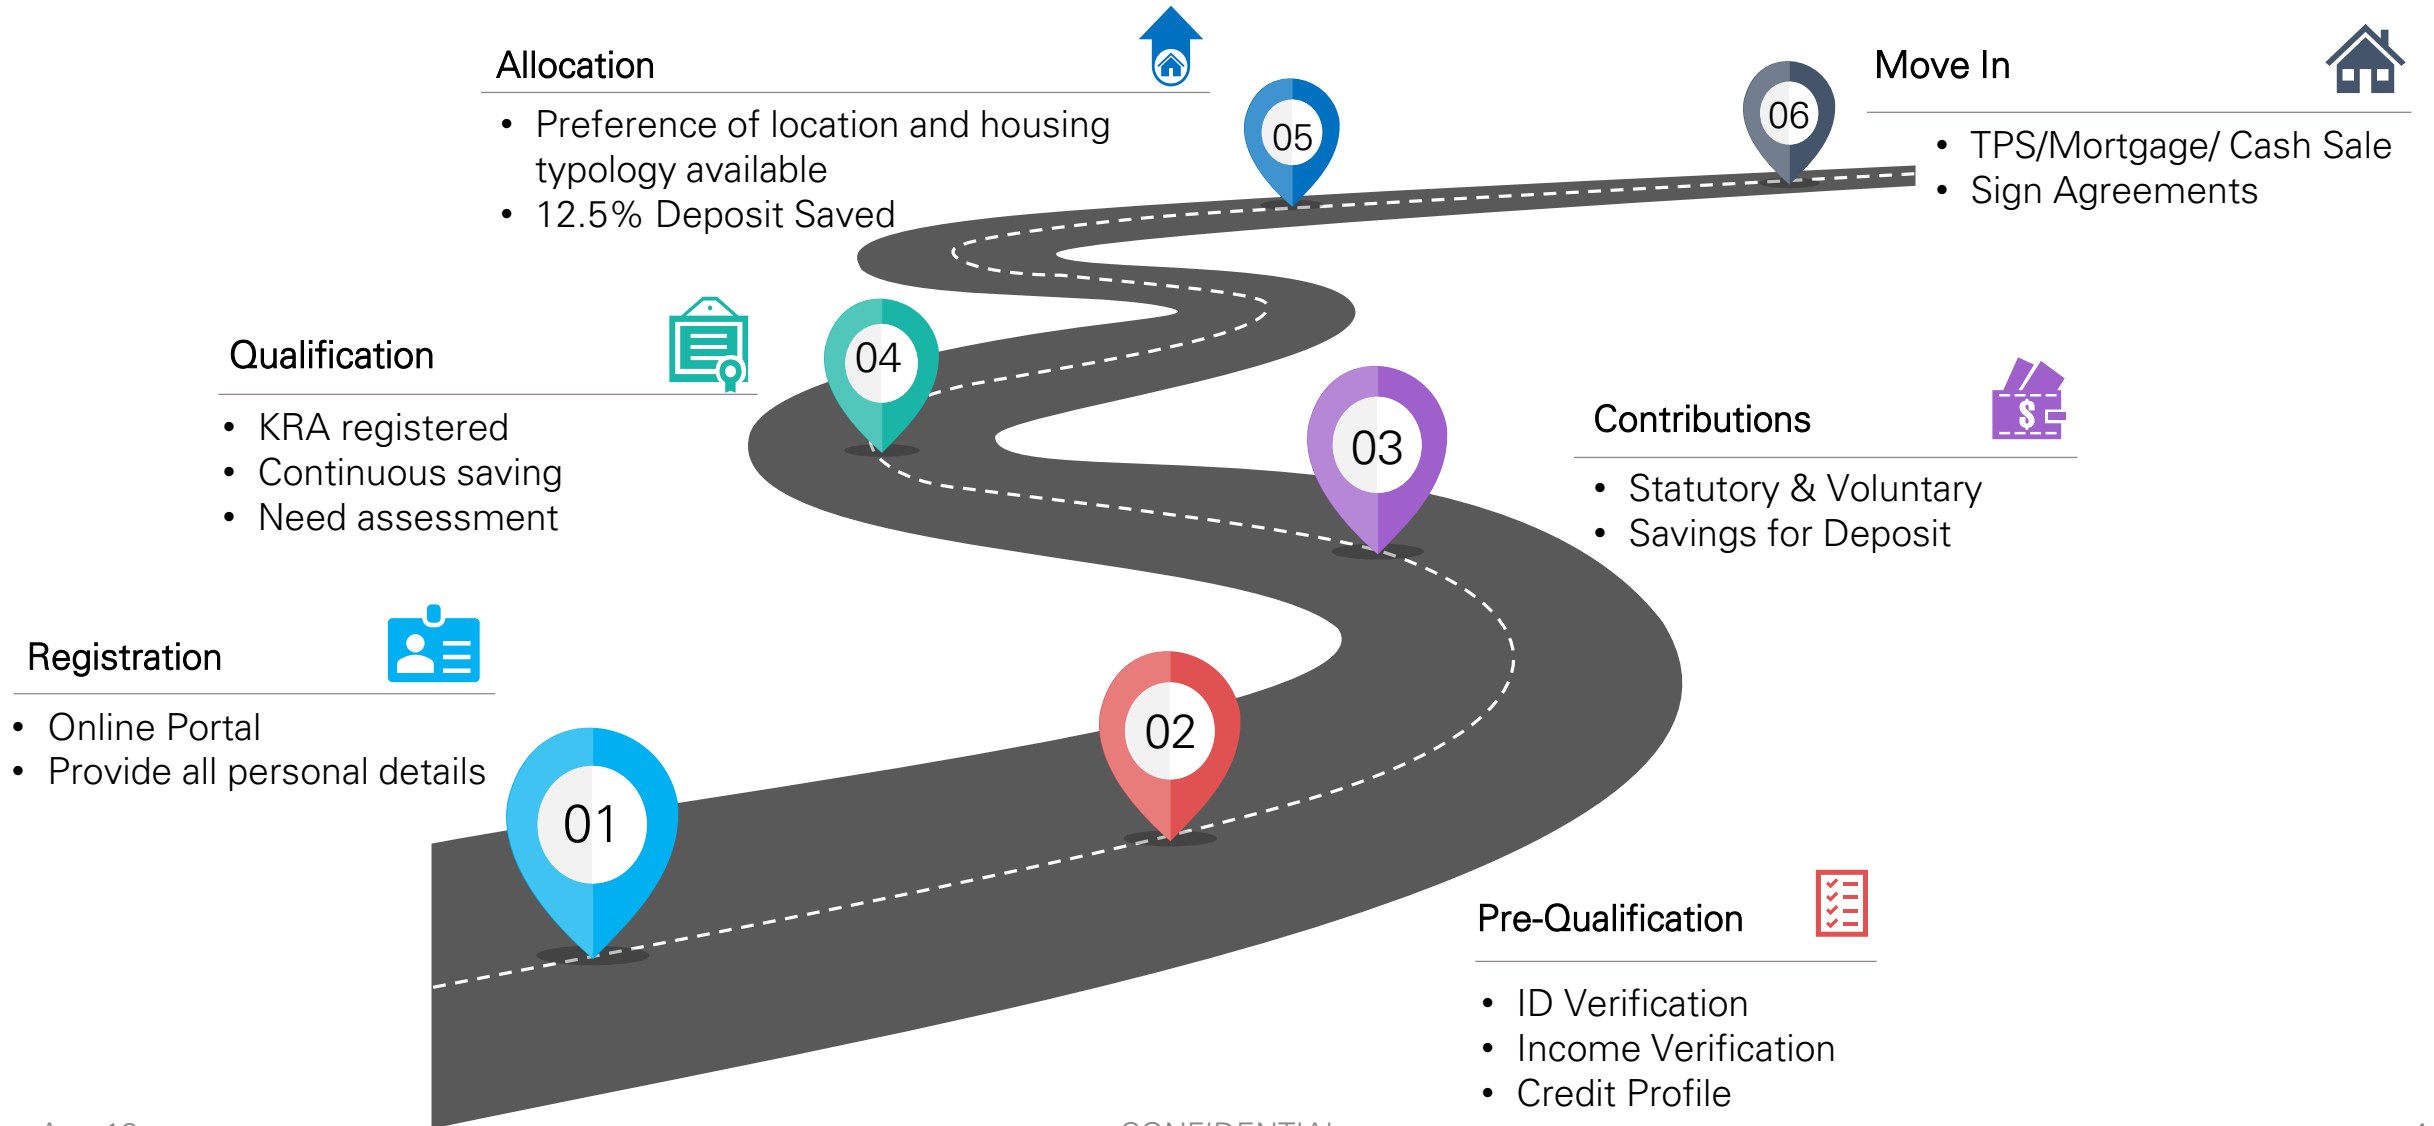 Allocation
• Preference of location and housing
typology available
• 12.5% Deposit Saved
05
06
Move In
• TPS/Mortgage/ Cash Sale
• Sign Agreements
Qualification
• KRA registered
• Continuous saving
• Need assessment
04
03
Contributions
$
• Statutory & Voluntary
• Savings for Deposit
Registration
• Online Portal
• Provide all personal details
01
02
Pre-Qualification
• ID Verification
• Income Verification
• Credit Profile
CONFIDENTIAL